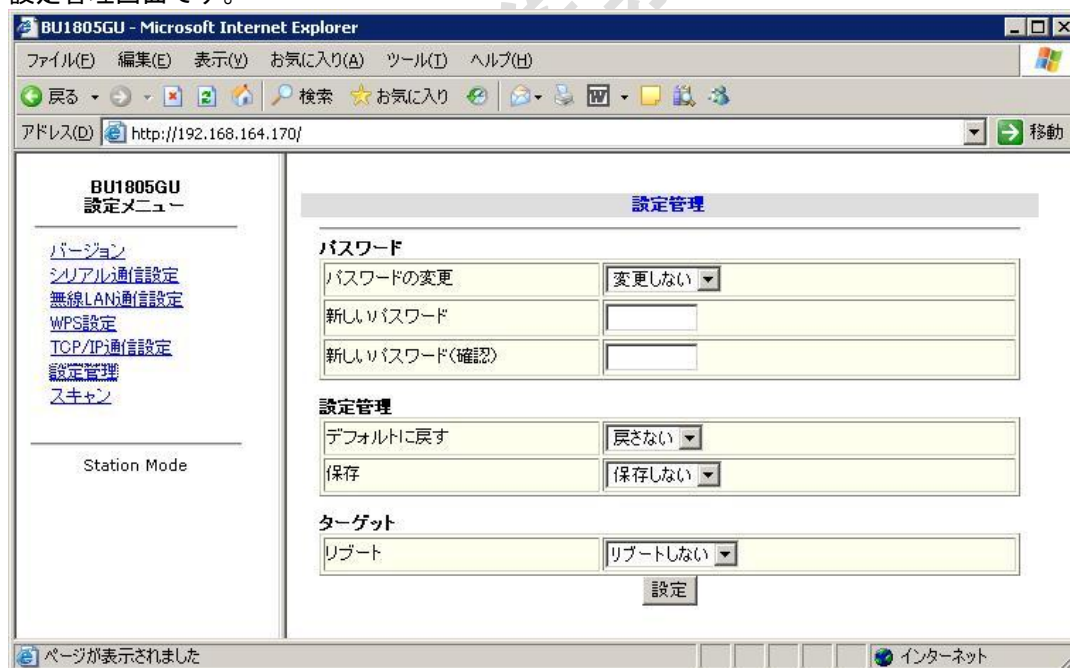 設定管理画面です。
BU1805GU - Microsoft Internet Explorer
ファイル(F) 編集(E) 表示(V) お気に入り(A) ツール(T) ヘルプ(H)
戻る 検索 お気に入り
アドレス(D) http://192.168.164.170/ 移動
BU1805GU
設定メニュー
バージョン
シリアル通信設定
無線LAN通信設定
WPS設定
TCP/IP通信設定
設定管理
スキャン
Station Mode
設定管理
パスワード
パスワードの変更 変更しない
新しいパスワード
新しいパスワード(確認)
設定管理
デフォルトに戻す 戻さない
保存 保存しない
ターゲット
リブート リブートしない
設定
ページが表示されました インターネット